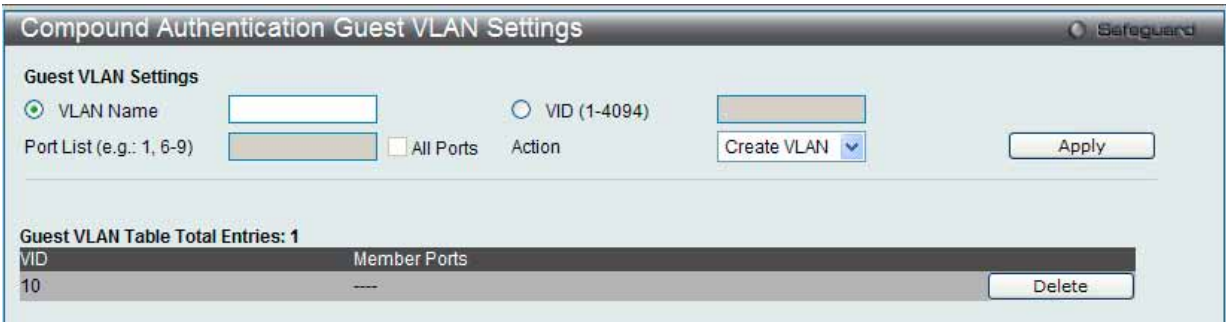 Compound Authentication Guest VLAN Settings Safeguard
Guest VLAN Settings
VLAN Name VID (1-4094)
Port List (e.g.: 1, 6-9) All Ports Action Create VLAN Apply
Guest VLAN Table Total Entries: 1
VID Member Ports
10 ---- Delete